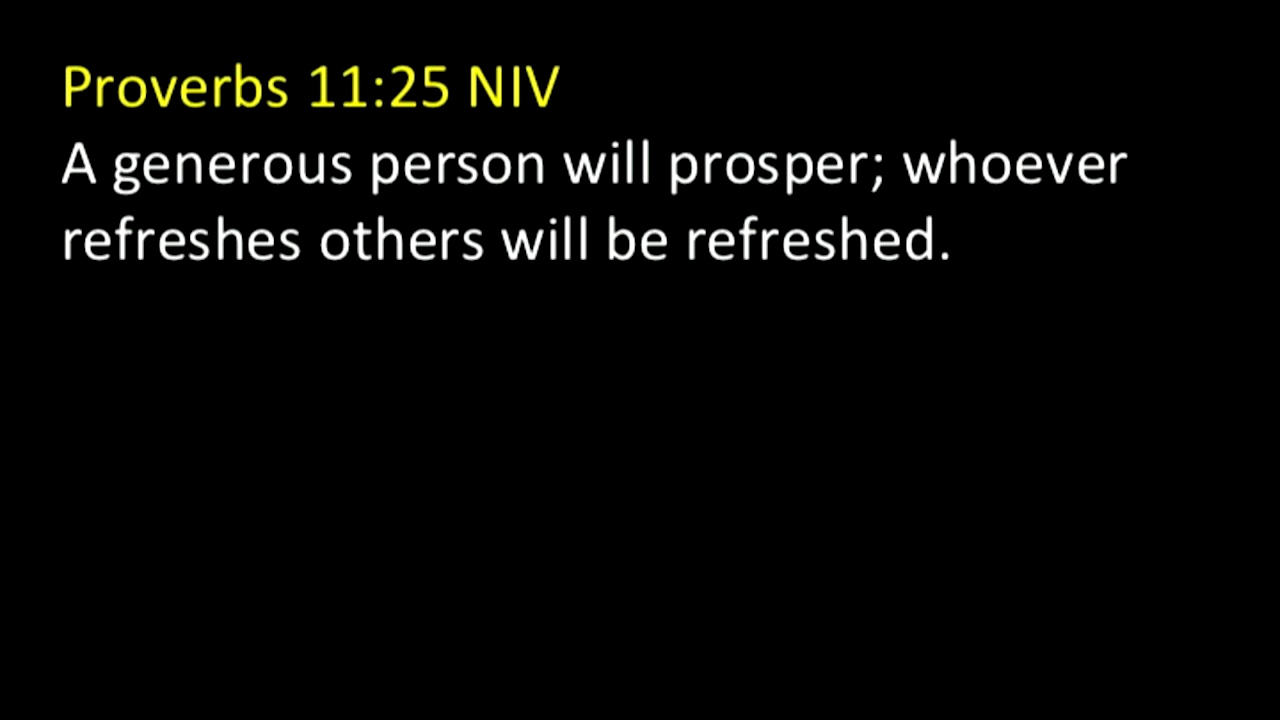 Proverbs 11:25 NIV
A generous person will prosper; whoever
refreshes others will be refreshed.